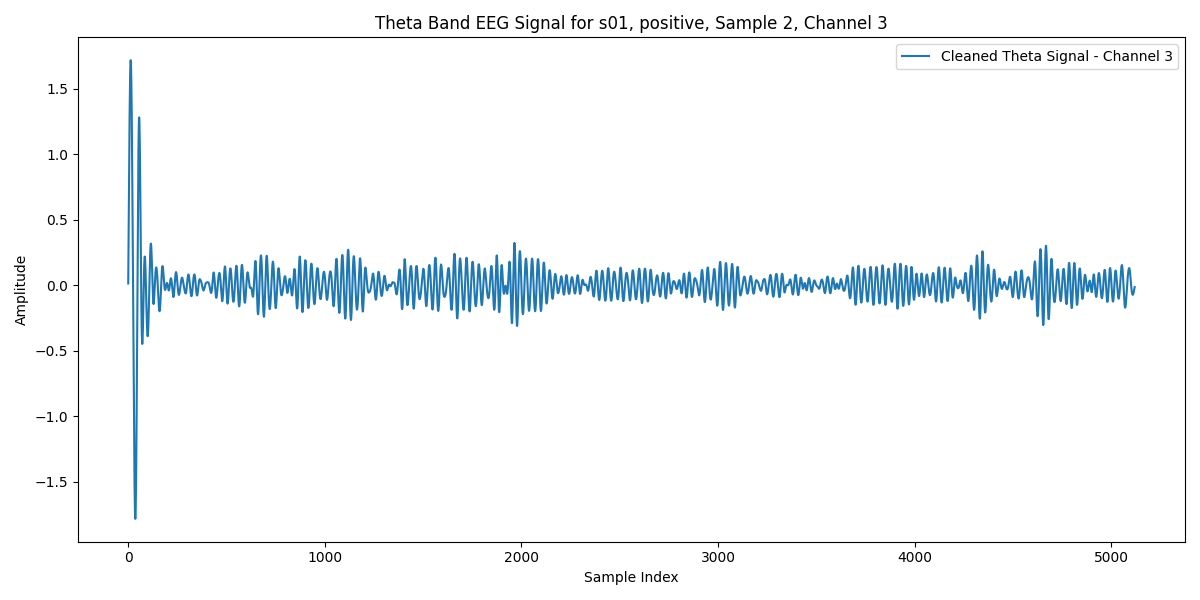 Theta Band EEG Signal for s01, positive, Sample 2, Channel 3
Cleaned Theta Signal - Channel 3
Amplitude
1.5
1.0
0.5
0.0
−0.5
−1.0
−1.5
0 1000 2000 3000 4000 5000
Sample Index